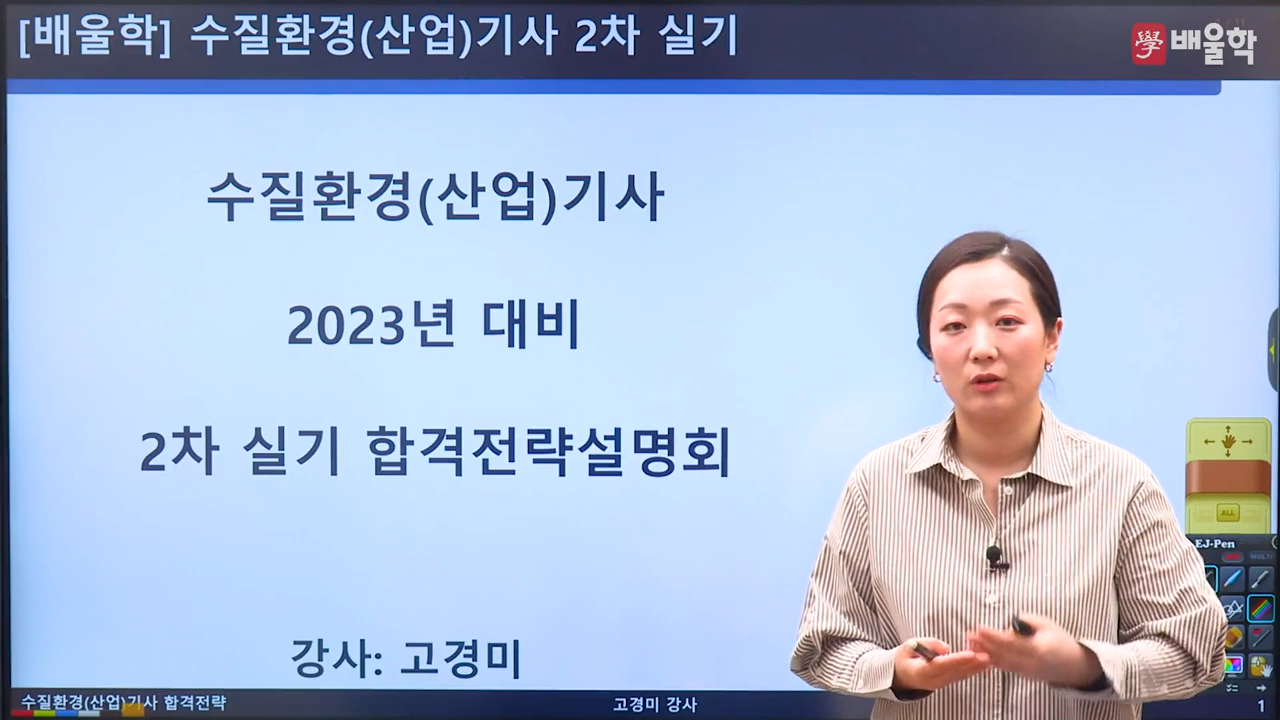 [배울학] 수질환경(산업)기사 2차 실기
學 배울학
수질환경(산업)기사
2023년 대비
2차 실기 합격전략설명회
강사: 고경미
ALL
EJ-Pen
MULTI
수질환경(산업)기사 합격전략
고경미 강사
1